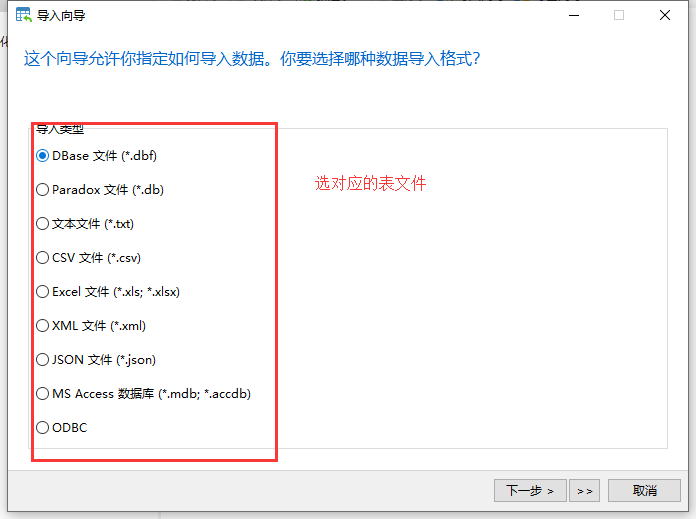 导入向导
化
这个向导允许你指定如何导入数据。你要选择哪种数据导入格式？
导入类型
DBase 文件 (*.dbf)
选对应的表文件
Paradox 文件 (*.db)
文本文件 (*.txt)
CSV 文件 (*.csv)
Excel 文件 (*.xls; *.xlsx)
XML 文件 (*.xml)
JSON 文件 (*.json)
MS Access 数据库 (*.mdb; *.accdb)
ODBC
下一步 > >> 取消